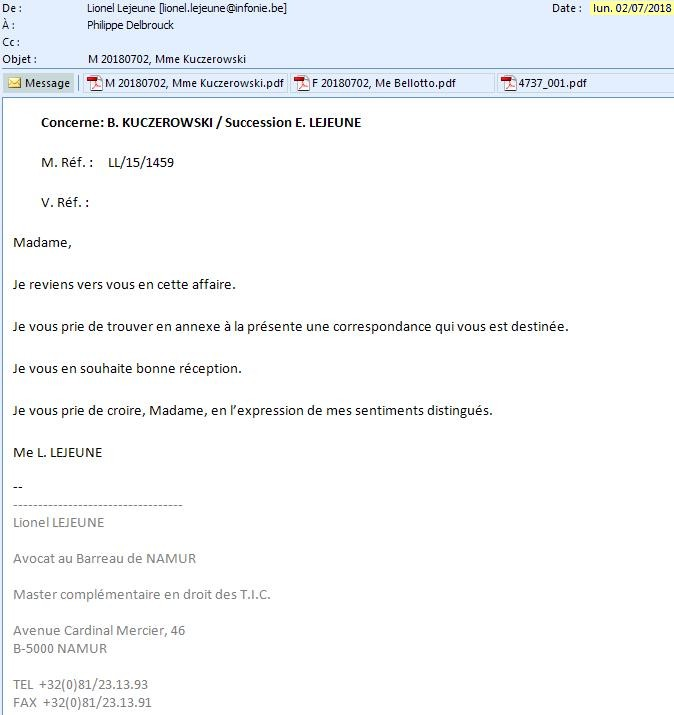 De : Lionel Lejeune [lionel.lejeune@infonie.be] Date : lun. 02/07/2018
À : Philippe Delbrouck
Cc :
Objet : M 20180702, Mme Kuczerowski
Message M 20180702, Mme Kuczerowski.pdf F 20180702, Me Bellotto.pdf 4737_001.pdf
Concerne: B. KUCZEROWSKI / Succession E. LEJEUNE
M. Réf. : LL/15/1459
V. Réf. :
Madame,
Je reviens vers vous en cette affaire.
Je vous prie de trouver en annexe à la présente une correspondance qui vous est destinée.
Je vous en souhaite bonne réception.
Je vous prie de croire, Madame, en l’expression de mes sentiments distingués.
Me L. LEJEUNE
--
----------------------------------
Lionel LEJEUNE
Avocat au Barreau de NAMUR
Master complémentaire en droit des T.I.C.
Avenue Cardinal Mercier, 46
B-5000 NAMUR
TEL +32(0)81/23.13.93
FAX +32(0)81/23.13.91